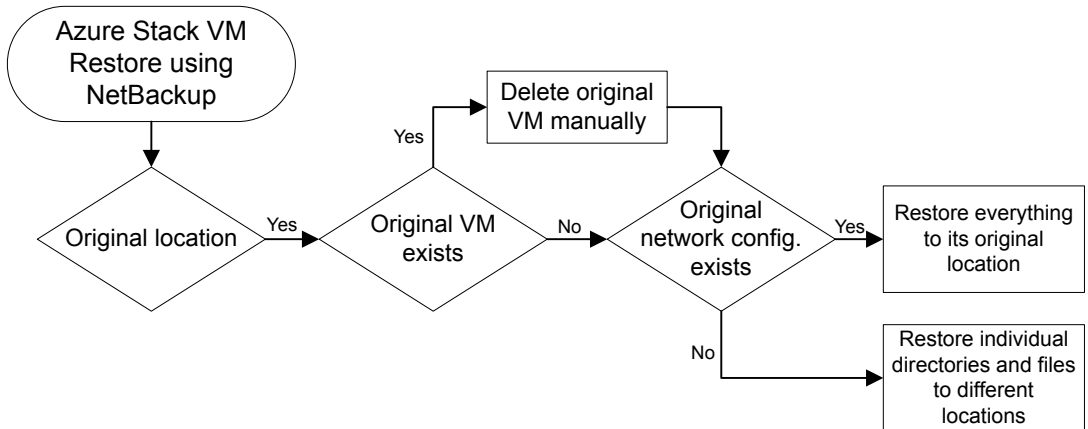 Azure Stack VM
Restore using
NetBackup
Original location
Yes
Original VM
exists
Yes
Delete original
VM manually
No
Original
network config.
exists
Yes
Restore everything
to its original
location
No
Restore individual
directories and files
to different
locations